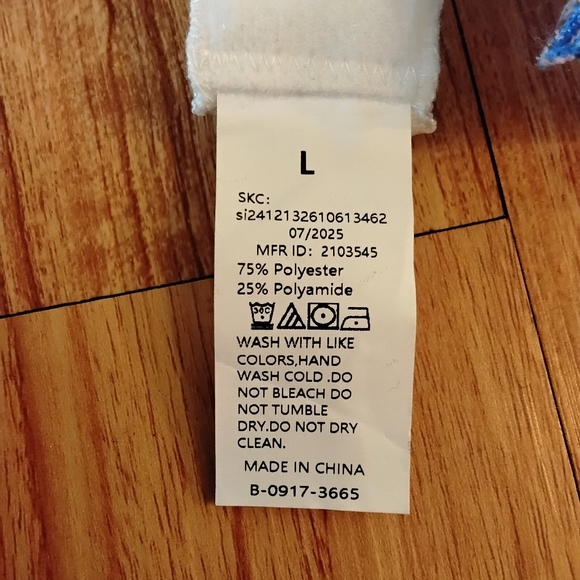 L
SKC:
si2412132610613462
07/2025
MFR ID: 2103545
75% Polyester
25% Polyamide
WASH WITH LIKE
COLORS,HAND
WASH COLD .DO
NOT BLEACH DO
NOT TUMBLE
DRY.DO NOT DRY
CLEAN.
MADE IN CHINA
B-0917-3665